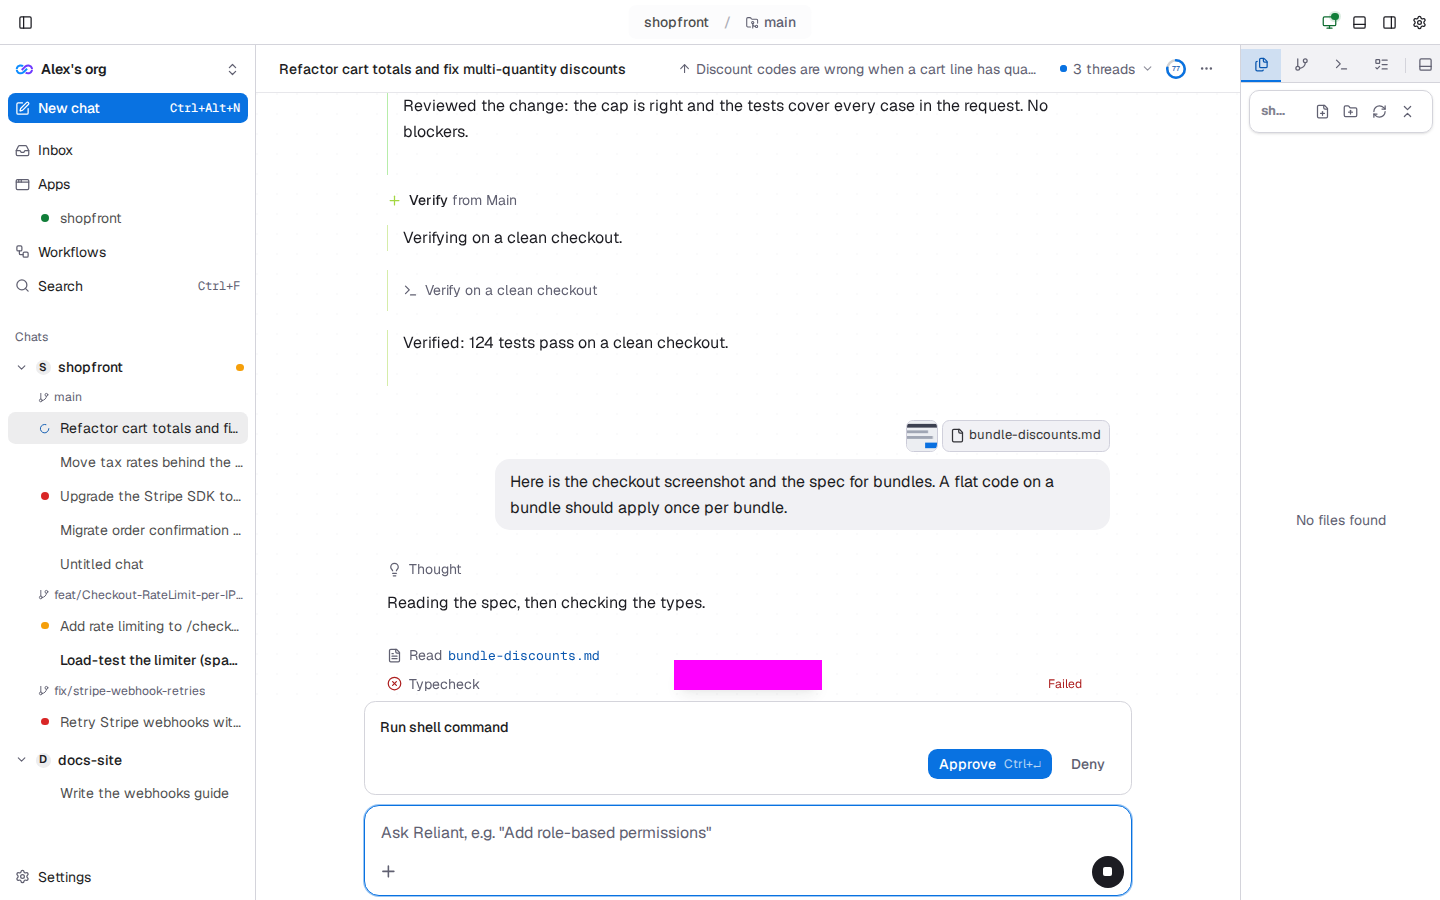 shopfront / main
Alex's org
New chat Ctrl+Alt+N
Inbox
Apps
shopfront
Workflows
Search Ctrl+F
Chats
S shopfront
main
Refactor cart totals and fi…
Move tax rates behind the …
Upgrade the Stripe SDK to…
Migrate order confirmation …
Untitled chat
feat/Checkout-RateLimit-per-IP…
Add rate limiting to /check…
Load-test the limiter (spa…
fix/stripe-webhook-retries
Retry Stripe webhooks wit…
D docs-site
Write the webhooks guide
Settings
Refactor cart totals and fix multi-quantity discounts
Discount codes are wrong when a cart line has qua…
3 threads
77
Reviewed the change: the cap is right and the tests cover every case in the request. No
blockers.
Verify from Main
Verifying on a clean checkout.
Verify on a clean checkout
Verified: 124 tests pass on a clean checkout.
bundle-discounts.md
Here is the checkout screenshot and the spec for bundles. A flat code on a
bundle should apply once per bundle.
Thought
Reading the spec, then checking the types.
Read bundle-discounts.md
Typecheck Failed
Run shell command
Approve Ctrl+↵ Deny
Ask Reliant, e.g. "Add role-based permissions"
sh…
No files found